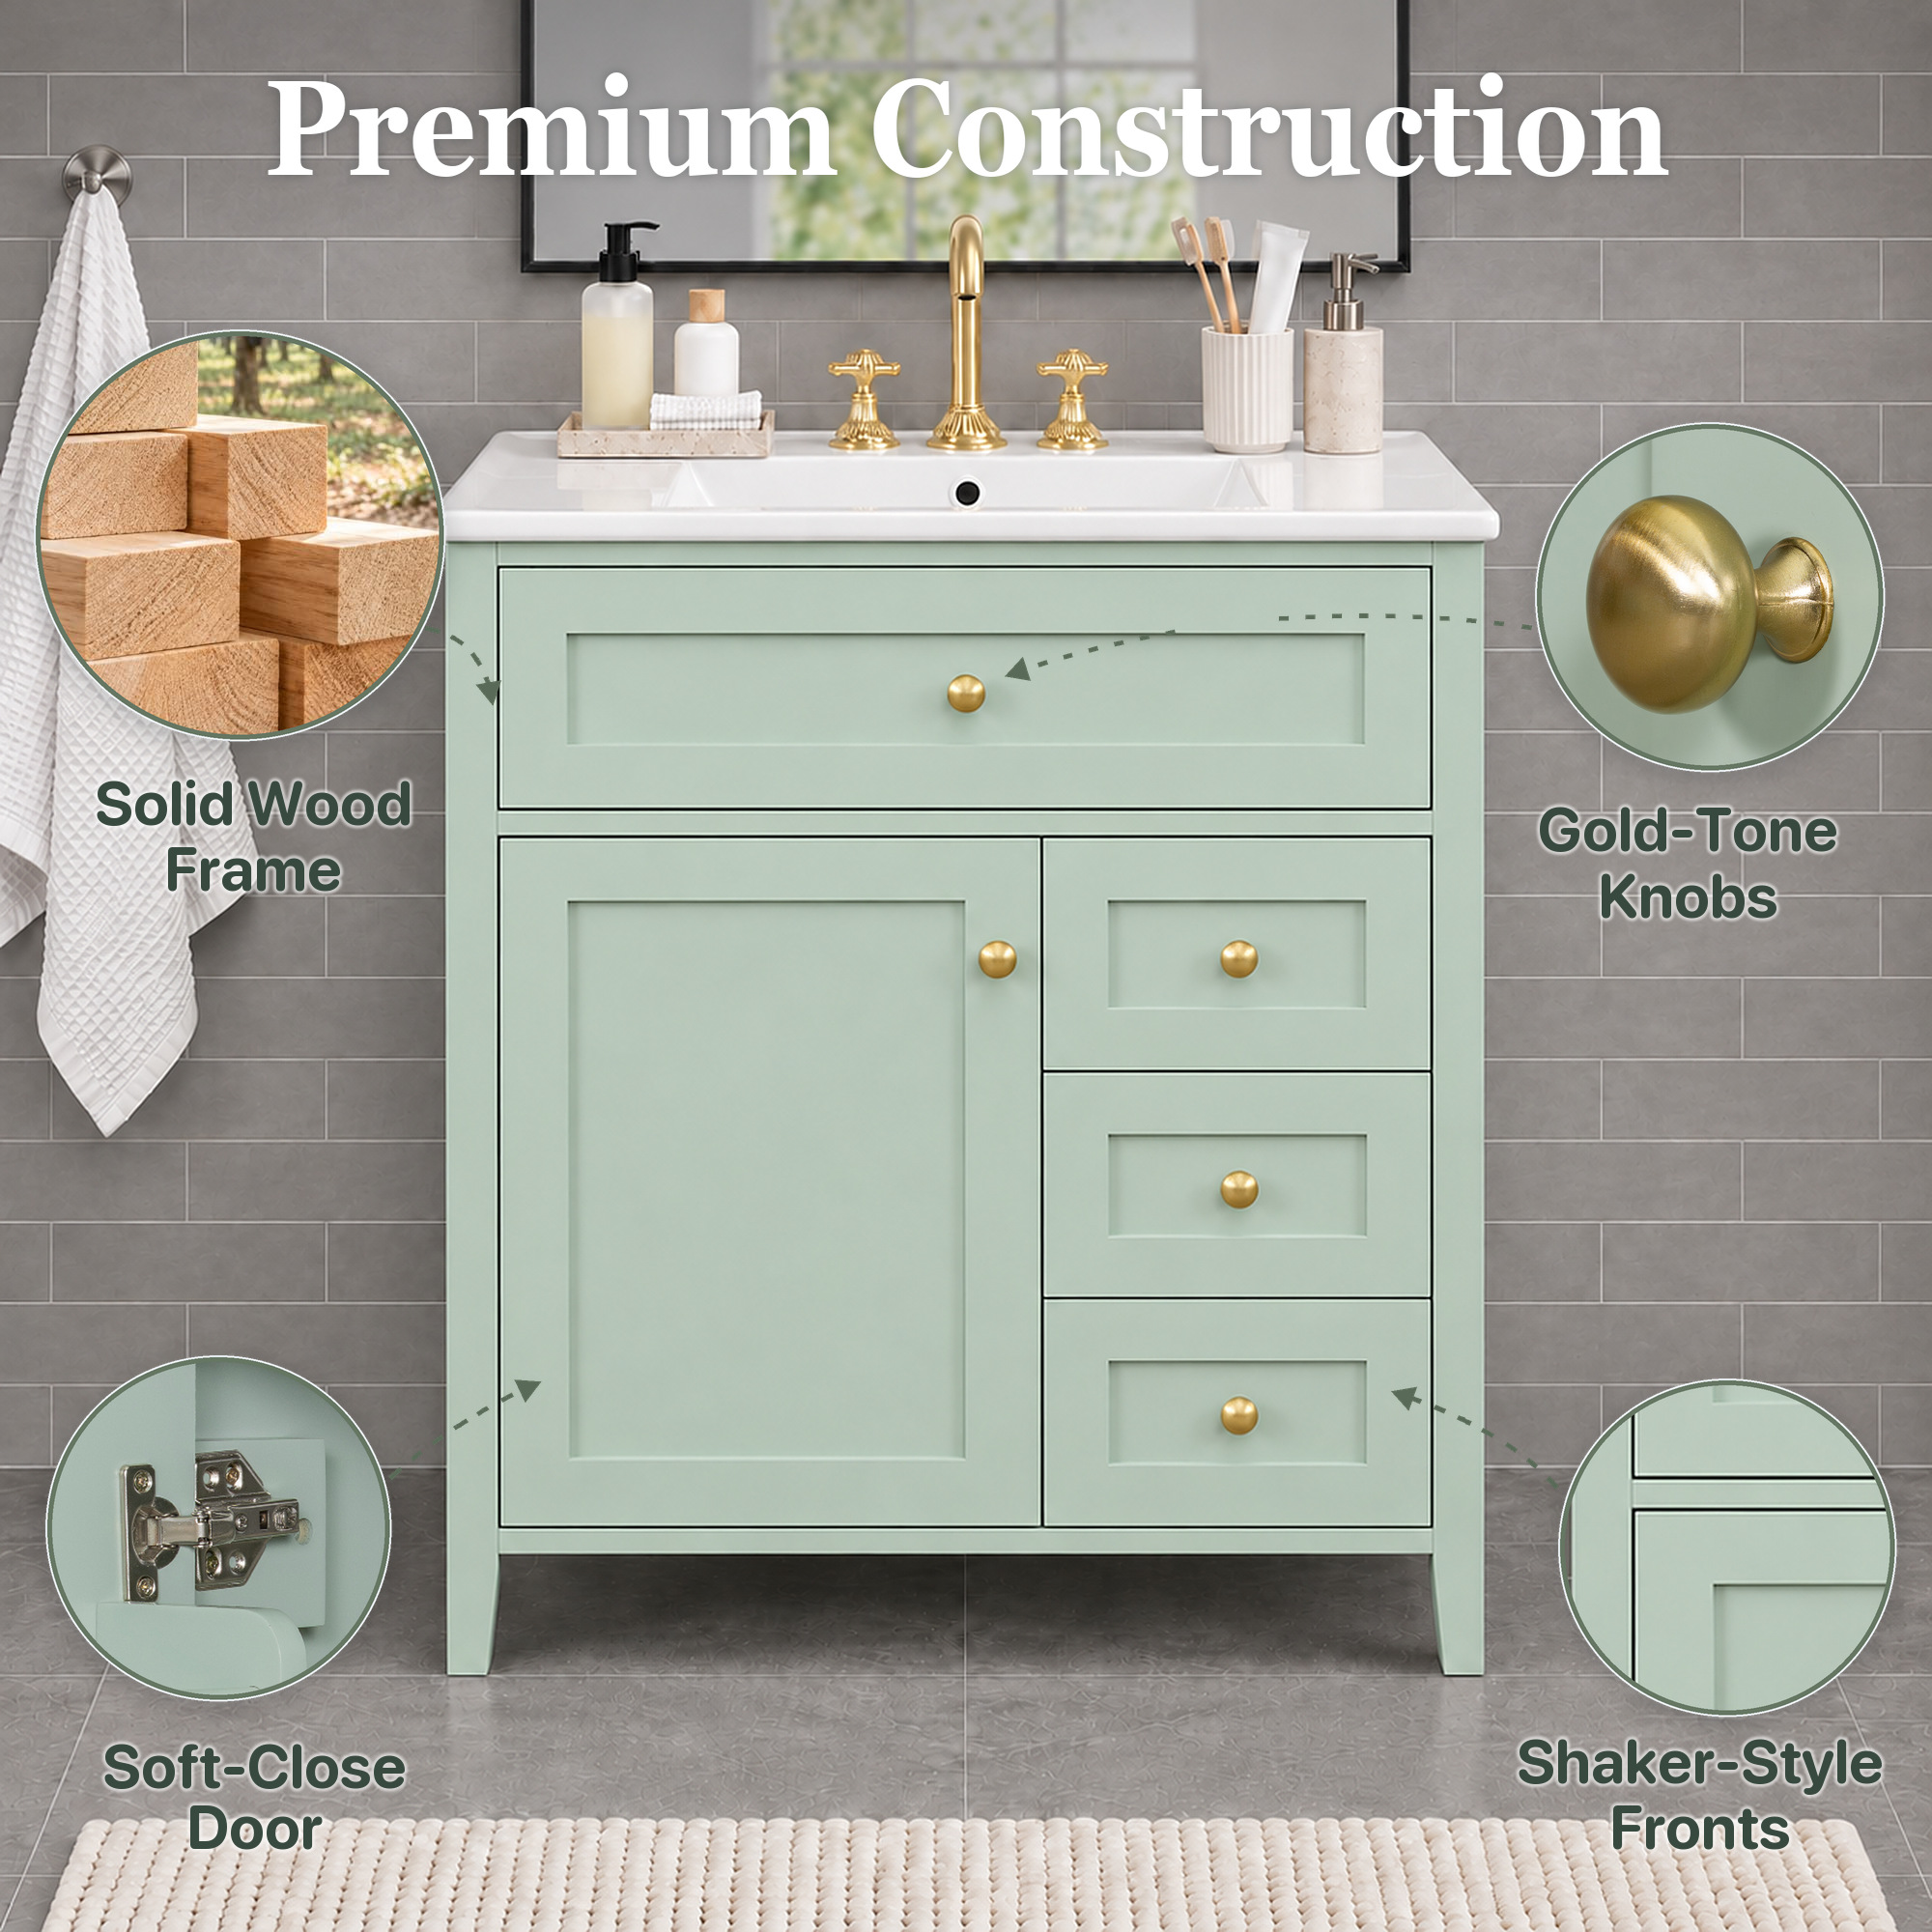 Premium Construction
Solid Wood
Frame
Gold-Tone
Knobs
Soft-Close
Door
Shaker-Style
Fronts